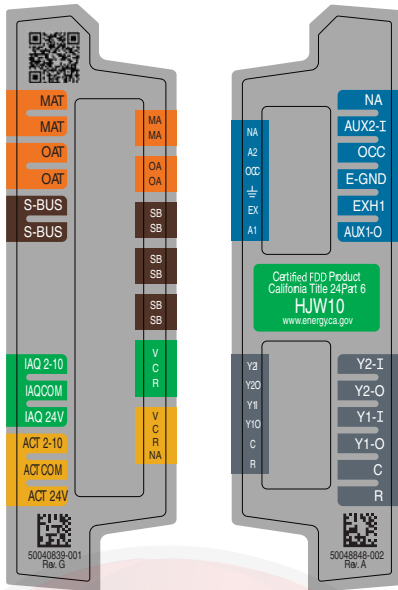 MAT
MAT
OAT
OAT
S-BUS
S-BUS
IAQ 2-10
IAQCOM
IAQ 24V
ACT 2-10
ACTCOM
ACT 24V
50040839-001
Rev. G
MA
MA
OA
OA
SB
SB
SB
SB
SB
SB
V
C
R
V
C
R
NA
NA
A2
OCC
EX
A1
NA
AUX2-I
OCC
E-GND
EXH1
AUX1-O
Certified FDD Product
California Title 24Part 6
HJW10
www.energy.ca.gov
Y2I
Y2O
Y1I
Y1O
C
R
Y2-I
Y2-O
Y1-I
Y1-O
C
R
50048848-002
Rev. A